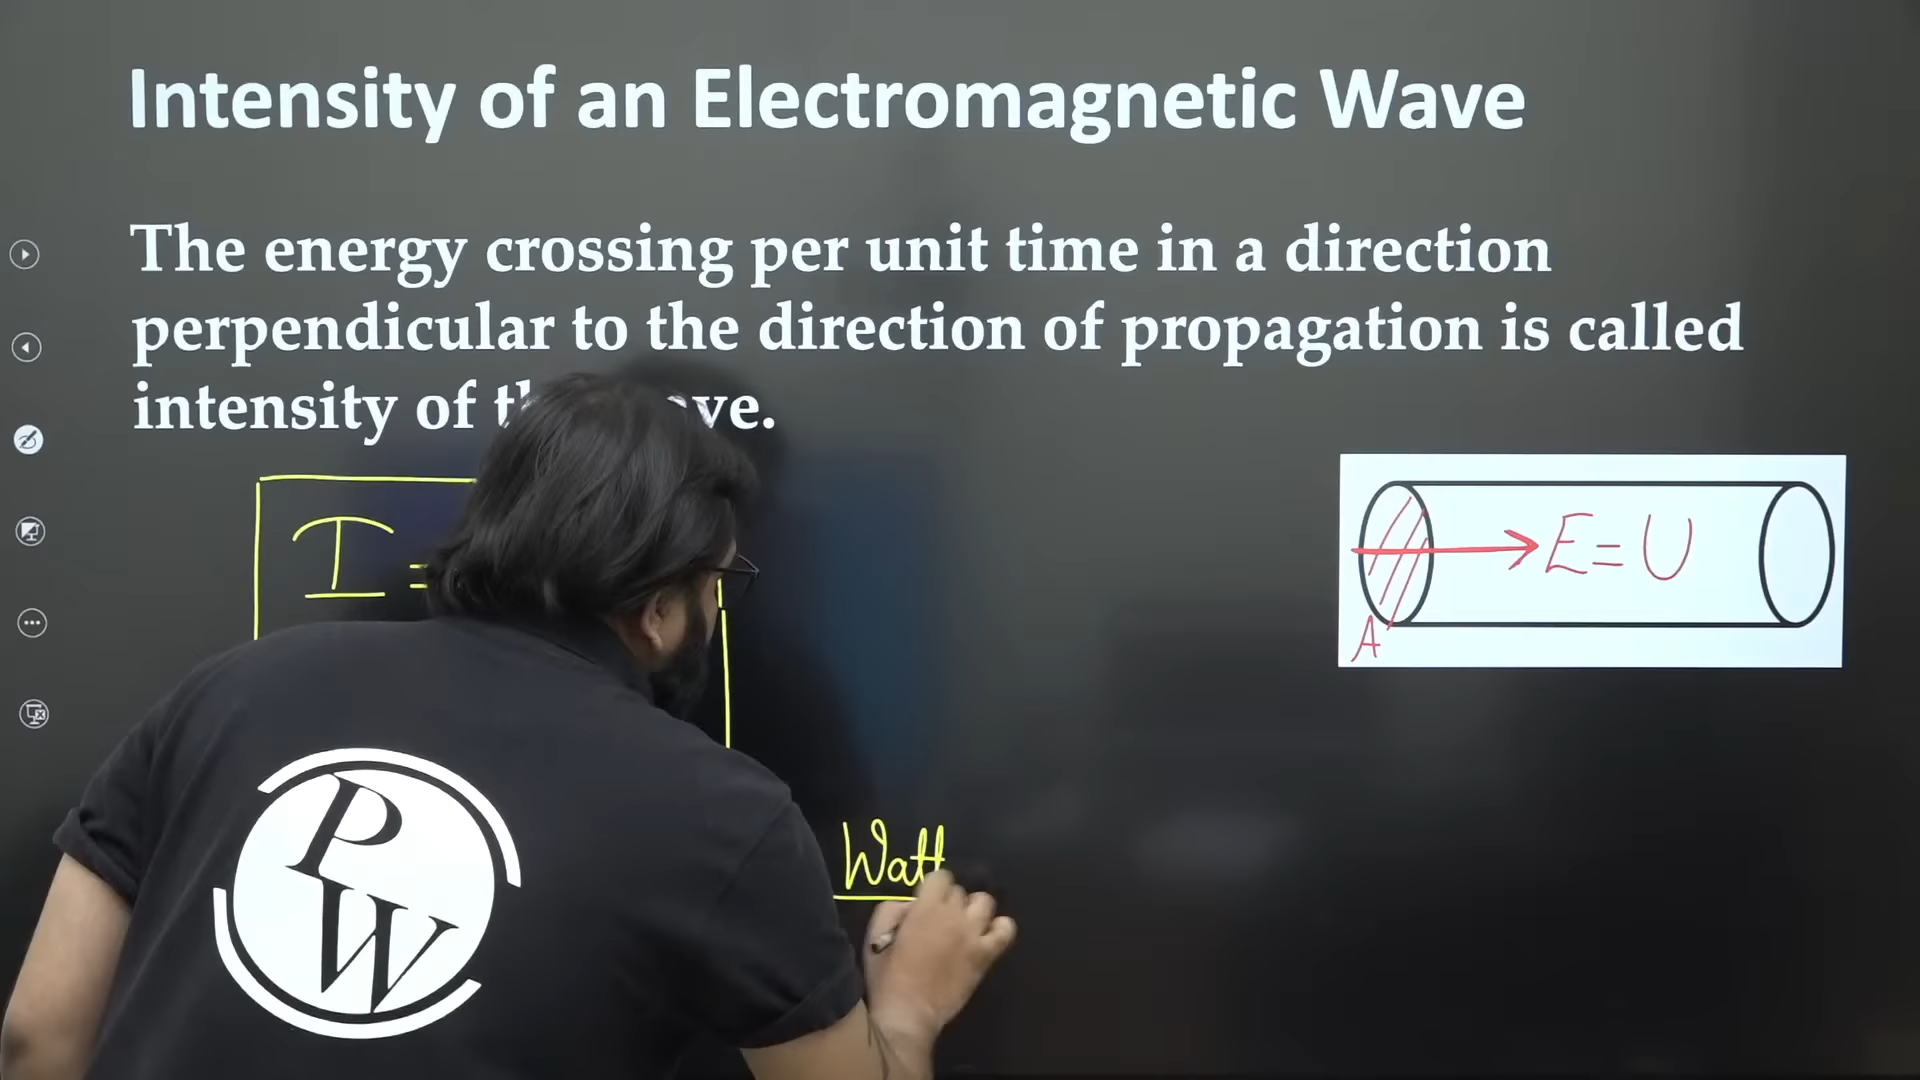 Intensity of an Electromagnetic Wave
The energy crossing per unit time in a direction
perpendicular to the direction of propagation is called
intensity of ve.
I =
E = U
A
Watt
PW